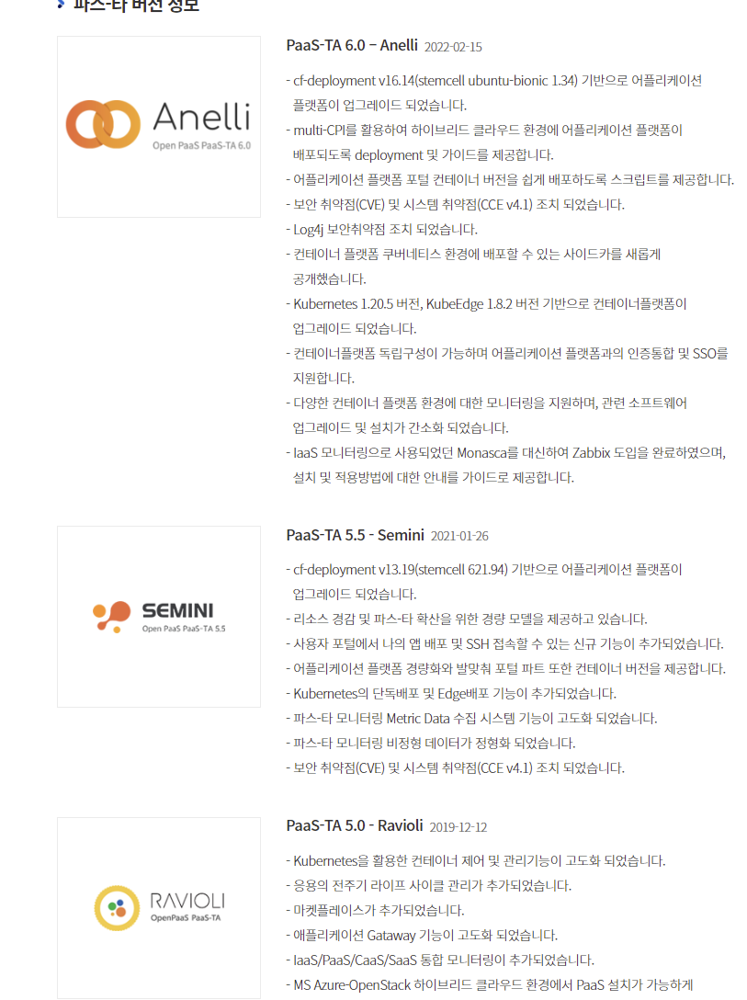 파스-타 버전 정보
Anelli
Open PaaS PaaS-TA 6.0
PaaS-TA 6.0 – Anelli 2022-02-15
- cf-deployment v16.14(stemcell ubuntu-bionic 1.34) 기반으로 어플리케이션
플랫폼이 업그레이드 되었습니다.
- multi-CPI를 활용하여 하이브리드 클라우드 환경에 어플리케이션 플랫폼이
배포되도록 deployment 및 가이드를 제공합니다.
- 어플리케이션 플랫폼 포털 컨테이너 버전을 쉽게 배포하도록 스크립트를 제공합니다.
- 보안 취약점(CVE) 및 시스템 취약점(CCE v4.1) 조치 되었습니다.
- Log4j 보안취약점 조치 되었습니다.
- 컨테이너 플랫폼 쿠버네티스 환경에 배포할 수 있는 사이드카를 새롭게
공개했습니다.
- Kubernetes 1.20.5 버전, KubeEdge 1.8.2 버전 기반으로 컨테이너플랫폼이
업그레이드 되었습니다.
- 컨테이너플랫폼 독립구성이 가능하며 어플리케이션 플랫폼과의 인증통합 및 SSO를
지원합니다.
- 다양한 컨테이너 플랫폼 환경에 대한 모니터링을 지원하며, 관련 소프트웨어
업그레이드 및 설치가 간소화 되었습니다.
- IaaS 모니터링으로 사용되었던 Monasca를 대신하여 Zabbix 도입을 완료하였으며,
설치 및 적용방법에 대한 안내를 가이드로 제공합니다.
SEMINI
Open PaaS PaaS-TA 5.5
PaaS-TA 5.5 - Semini 2021-01-26
- cf-deployment v13.19(stemcell 621.94) 기반으로 어플리케이션 플랫폼이
업그레이드 되었습니다.
- 리소스 경감 및 파스-타 확산을 위한 경량 모델을 제공하고 있습니다.
- 사용자 포털에서 나의 앱 배포 및 SSH 접속할 수 있는 신규 기능이 추가되었습니다.
- 어플리케이션 플랫폼 경량화와 발맞춰 포털 파트 또한 컨테이너 버전을 제공합니다.
- Kubernetes의 단독배포 및 Edge배포 기능이 추가되었습니다.
- 파스-타 모니터링 Metric Data 수집 시스템 기능이 고도화 되었습니다.
- 파스-타 모니터링 비정형 데이터가 정형화 되었습니다.
- 보안 취약점(CVE) 및 시스템 취약점(CCE v4.1) 조치 되었습니다.
RAVIOLI
OpenPaaS PaaS-TA
PaaS-TA 5.0 - Ravioli 2019-12-12
- Kubernetes을 활용한 컨테이너 제어 및 관리기능이 고도화 되었습니다.
- 응용의 전주기 라이프 사이클 관리가 추가되었습니다.
- 마켓플레이스가 추가되었습니다.
- 애플리케이션 Gataway 기능이 고도화 되었습니다.
- IaaS/PaaS/CaaS/SaaS 통합 모니터링이 추가되었습니다.
- MS Azure-OpenStack 하이브리드 클라우드 환경에서 PaaS 설치가 가능하게